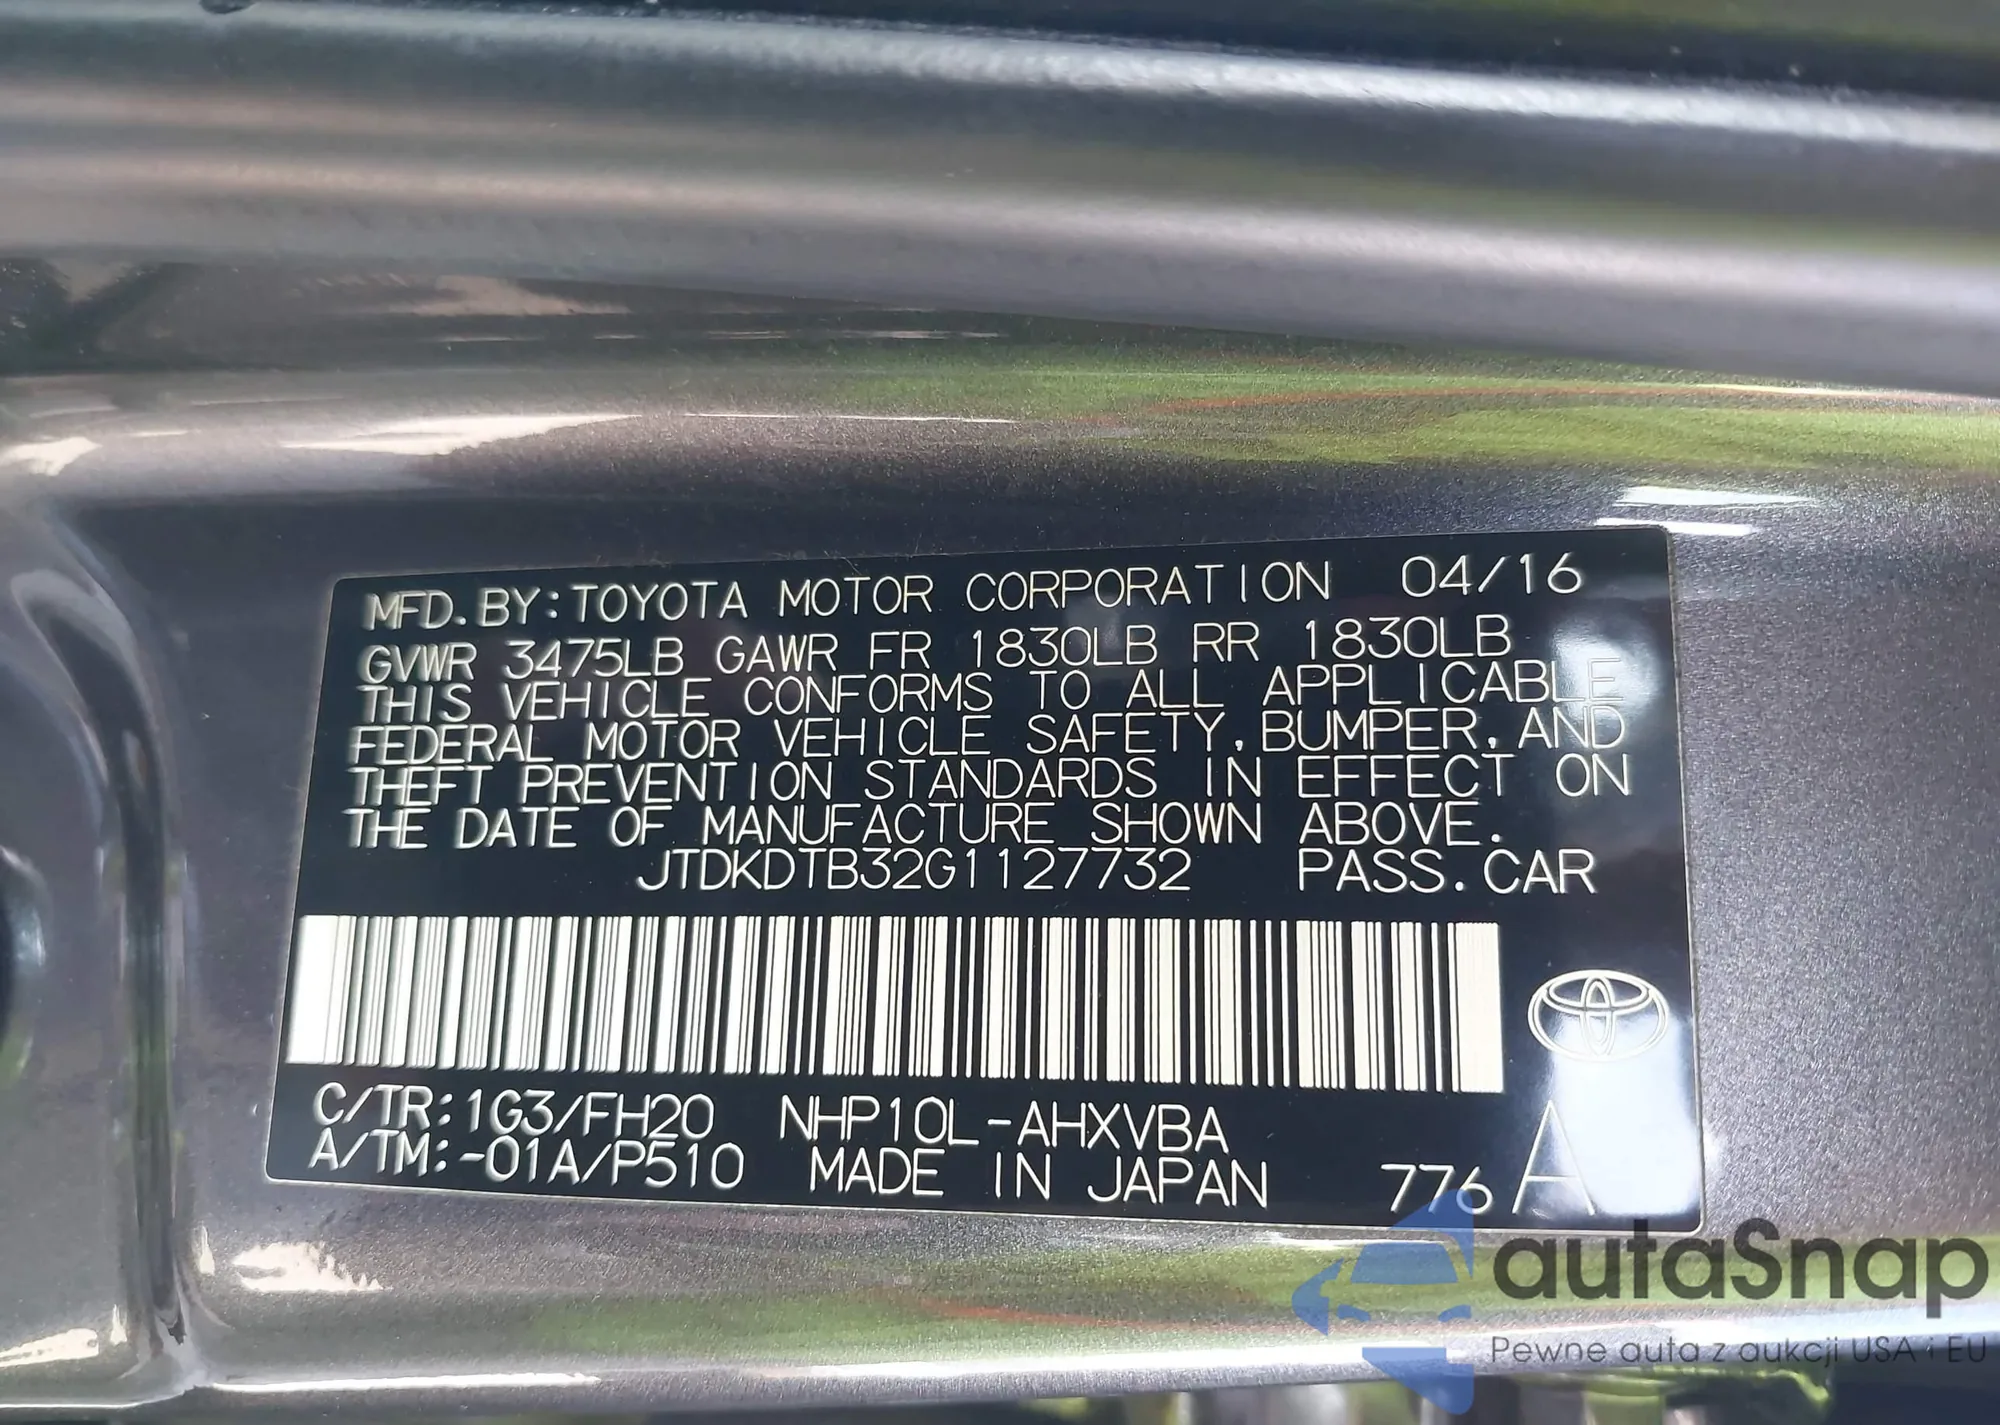 MFD. BY: TOYOTA MOTOR CORPORATION 04/16
GVWR 3475LB GAWR FR 1830LB RR 1830LB
THIS VEHICLE CONFORMS TO ALL APPLICABLE
FEDERAL MOTOR VEHICLE SAFETY, BUMPER, AND
THEFT PREVENTION STANDARDS IN EFFECT ON
THE DATE OF MANUFACTURE SHOWN ABOVE.
JTDKDTB32G1127732 PASS. CAR
C/TR: 1G3/FH20 NHP10L-AHXVBA
A/TM: -01A/P510 MADE IN JAPAN 776 A
autaSnap
Pewne auta z aukcji USA i EU